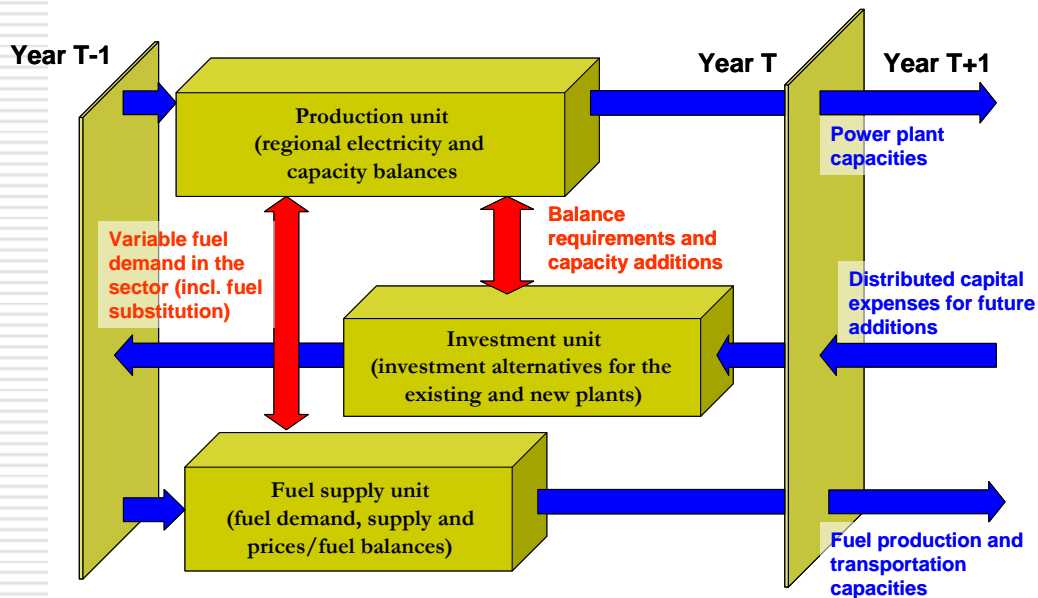 Year T-1
Year T
Year T+1
Production unit
(regional electricity and
capacity balances
Power plant
capacities
Variable fuel
demand in the
sector (incl. fuel
substitution)
Balance
requirements and
capacity additions
Distributed capital
expenses for future
additions
Investment unit
(investment alternatives for the
existing and new plants)
Fuel supply unit
(fuel demand, supply and
prices/fuel balances)
Fuel production and
transportation
capacities